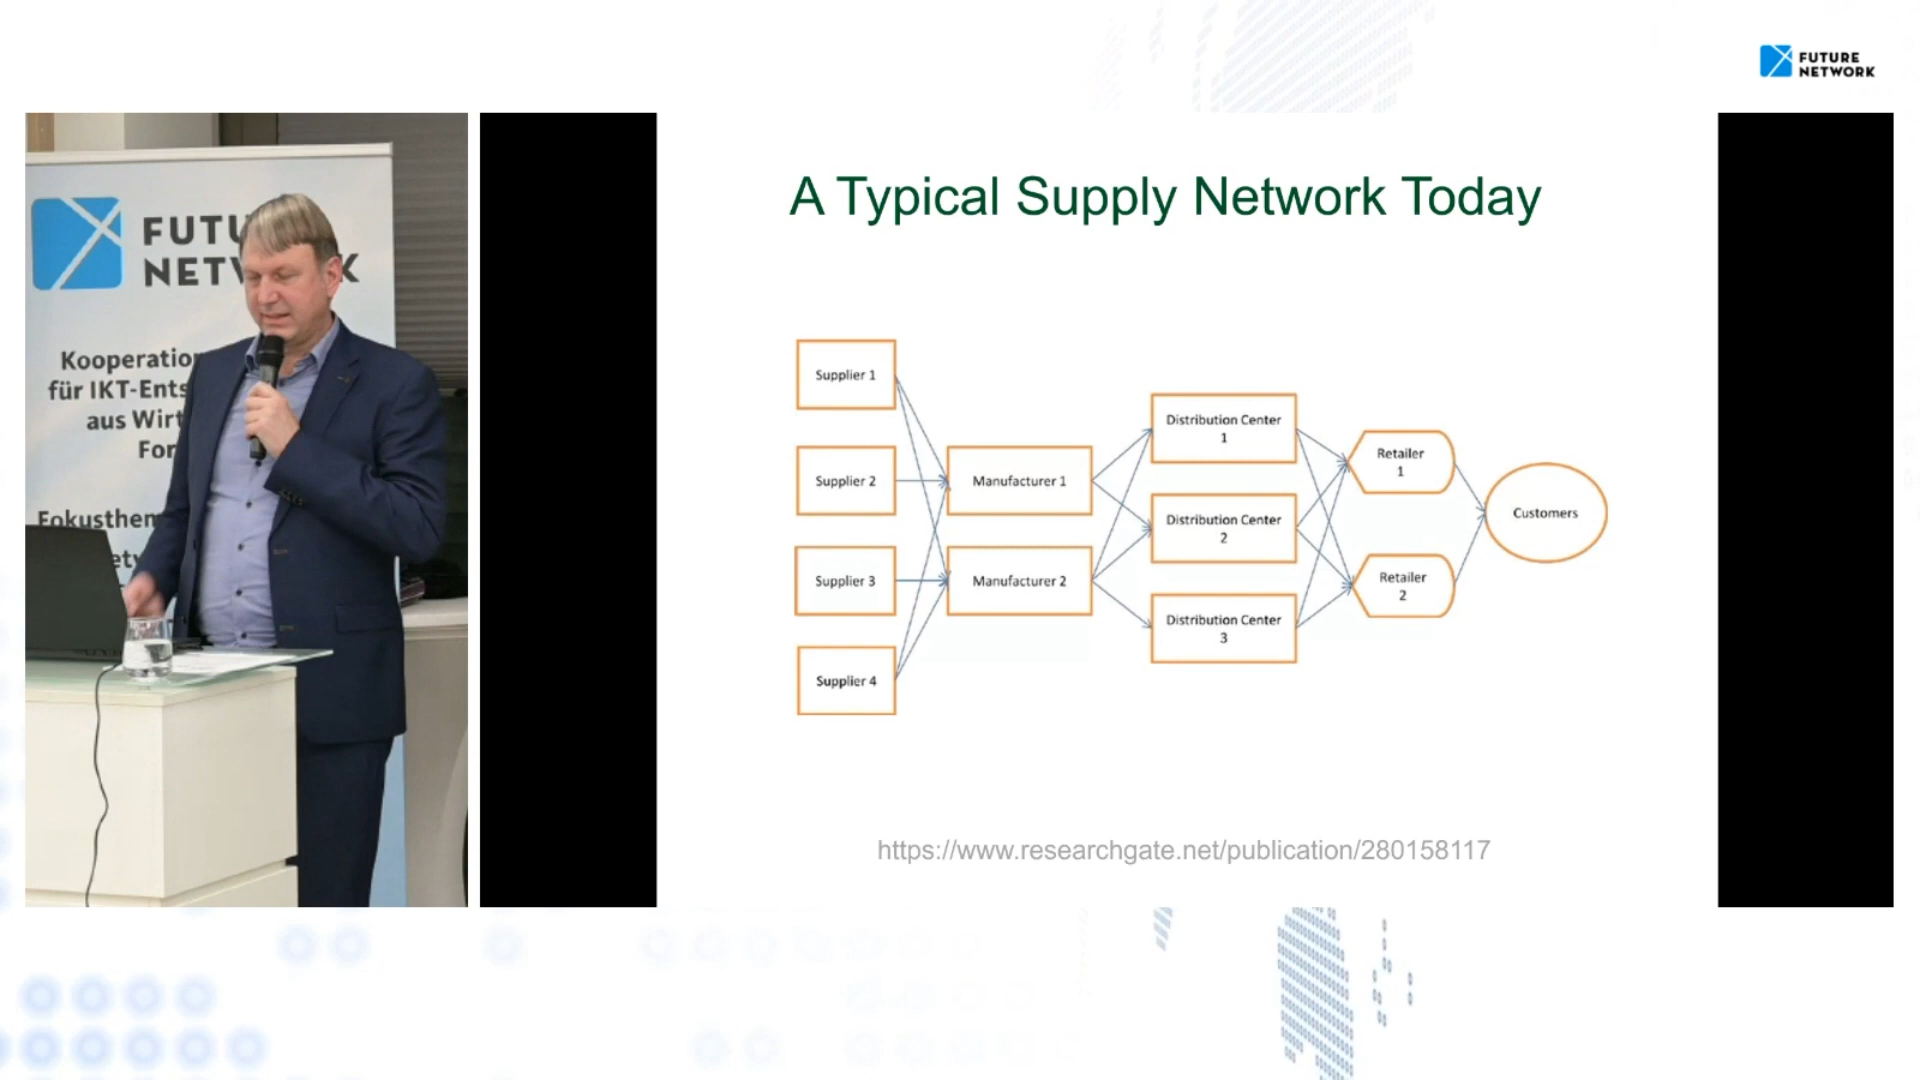 FUTURE
NETWORK
FUTU
NETW K
Kooperation
für IKT-Ents
aus Wirt
For
Fokusthem
A Typical Supply Network Today
Supplier 1
Supplier 2
Supplier 3
Supplier 4
Manufacturer 1
Manufacturer 2
Distribution Center
1
Distribution Center
2
Distribution Center
3
Retailer
1
Retailer
2
Customers
https://www.researchgate.net/publication/280158117